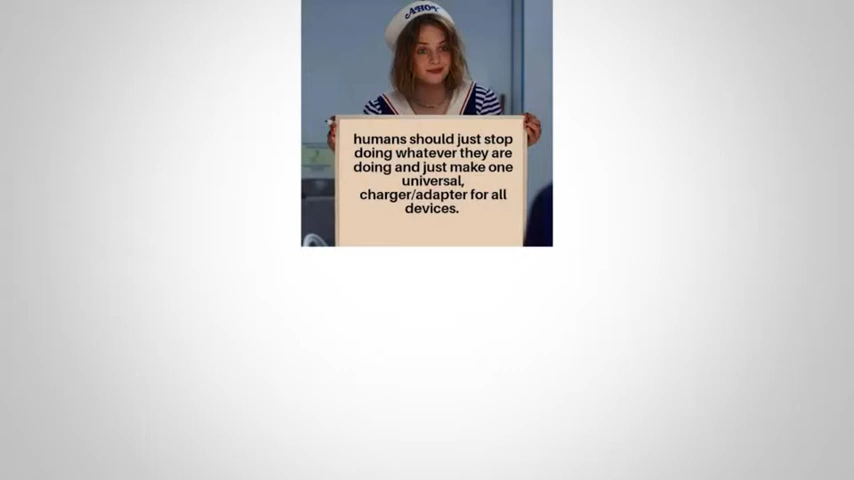 AHOY
humans should just stop
doing whatever they are
doing and just make one
universal,
charger/adapter for all
devices.